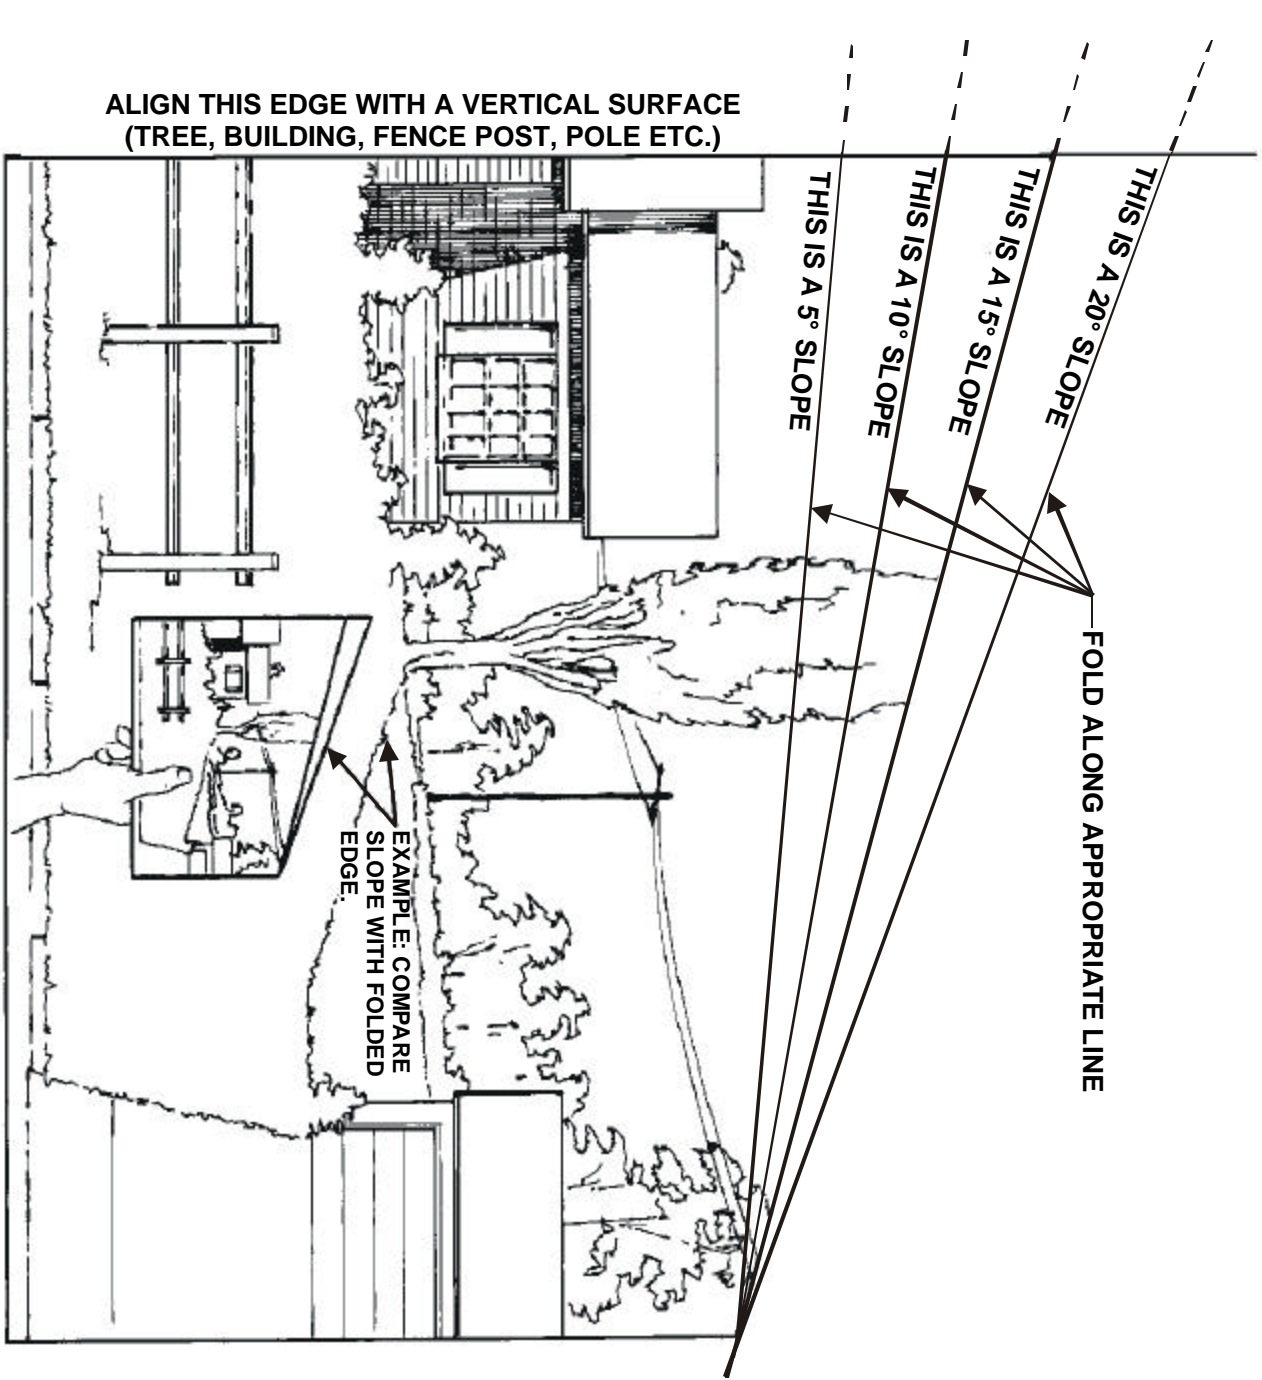 ALIGN THIS EDGE WITH A VERTICAL SURFACE
(TREE, BUILDING, FENCE POST, POLE ETC.)
THIS IS A 20° SLOPE
THIS IS A 15° SLOPE
THIS IS A 10° SLOPE
THIS IS A 5° SLOPE
FOLD ALONG APPROPRIATE LINE
EXAMPLE: COMPARE
SLOPE WITH FOLDED
EDGE.